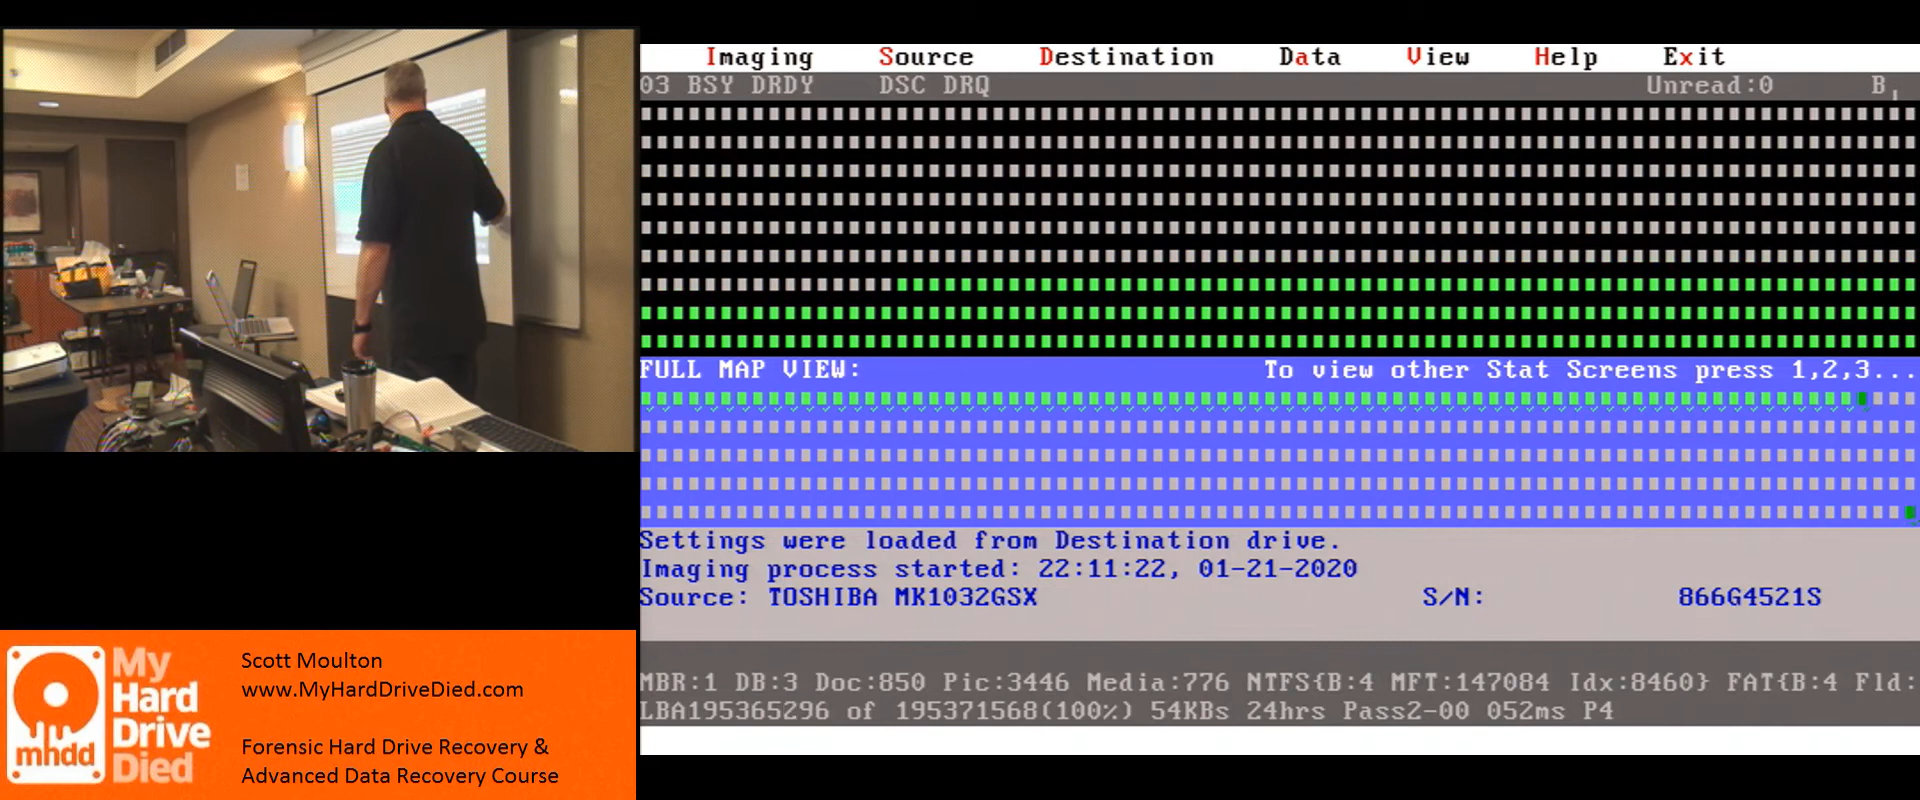 Imaging Source Destination Data View Help Exit
03 BSY DRDY DSC DRQ Unread:0
FULL MAP VIEW: To view other Stat Screens press 1,2,3...
Settings were loaded from Destination drive.
Imaging process started: 22:11:22, 01-21-2020
Source: TOSHIBA MK1032GSX S/N: 866G4521S
MBR:1 DB:3 Doc:850 Pic:3446 Media:776 NTFS{B:4 MFT:147084 Idx:8460} FAT{B:4 Fld:
LBA195365296 of 195371568(100%) 54KBs 24hrs Pass2-00 052ms P4
My
Hard
Drive
Died
mhdd
Scott Moulton
www.MyHardDriveDied.com
Forensic Hard Drive Recovery &
Advanced Data Recovery Course